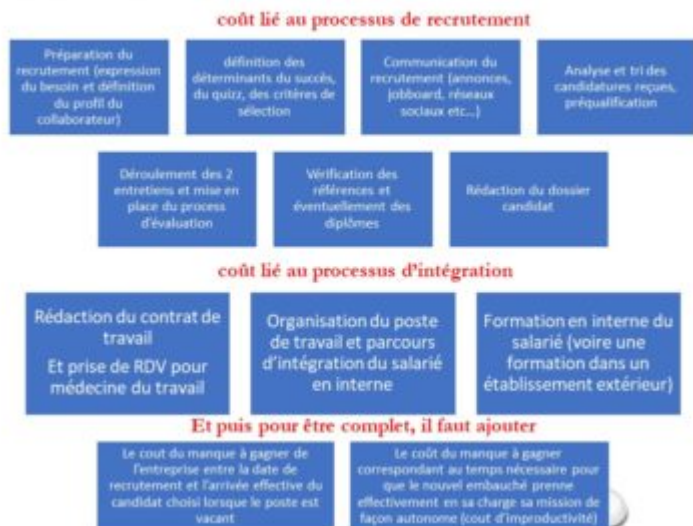 coût lié au processus de recrutement
Préparation du
recrutement (expression
du besoin et définition
du profil du
collaborateur)
définition des
déterminants du succès,
du quizz, des critères de
sélection
Communication du
recrutement (annonces,
jobboard, réseaux
sociaux etc...)
Analyse et tri des
candidatures reçues,
préqualification
Déroulement des 2
entretiens et mise en
place du process
d'évaluation
Vérification des
références et
éventuellement des
diplômes
Rédaction du dossier
candidat
coût lié au processus d'intégration
Rédaction du contrat de
travail
Et prise de RDV pour
médecine du travail
Organisation du poste
de travail et parcours
d'intégration du salarié
en interne
Formation en interne du
salarié (voire une
formation dans un
établissement extérieur)
Et puis pour être complet, il faut ajouter
Le cout du manque à gagner de
l'entreprise entre la date de
recrutement et l'arrivée effective du
candidat choisi lorsque le poste est
vacant
Le coût du manque à gagner
correspondant au temps nécessaire pour
que le nouvel embauché prenne
effectivement en sa charge sa mission de
façon autonome (cout d'improductivité)